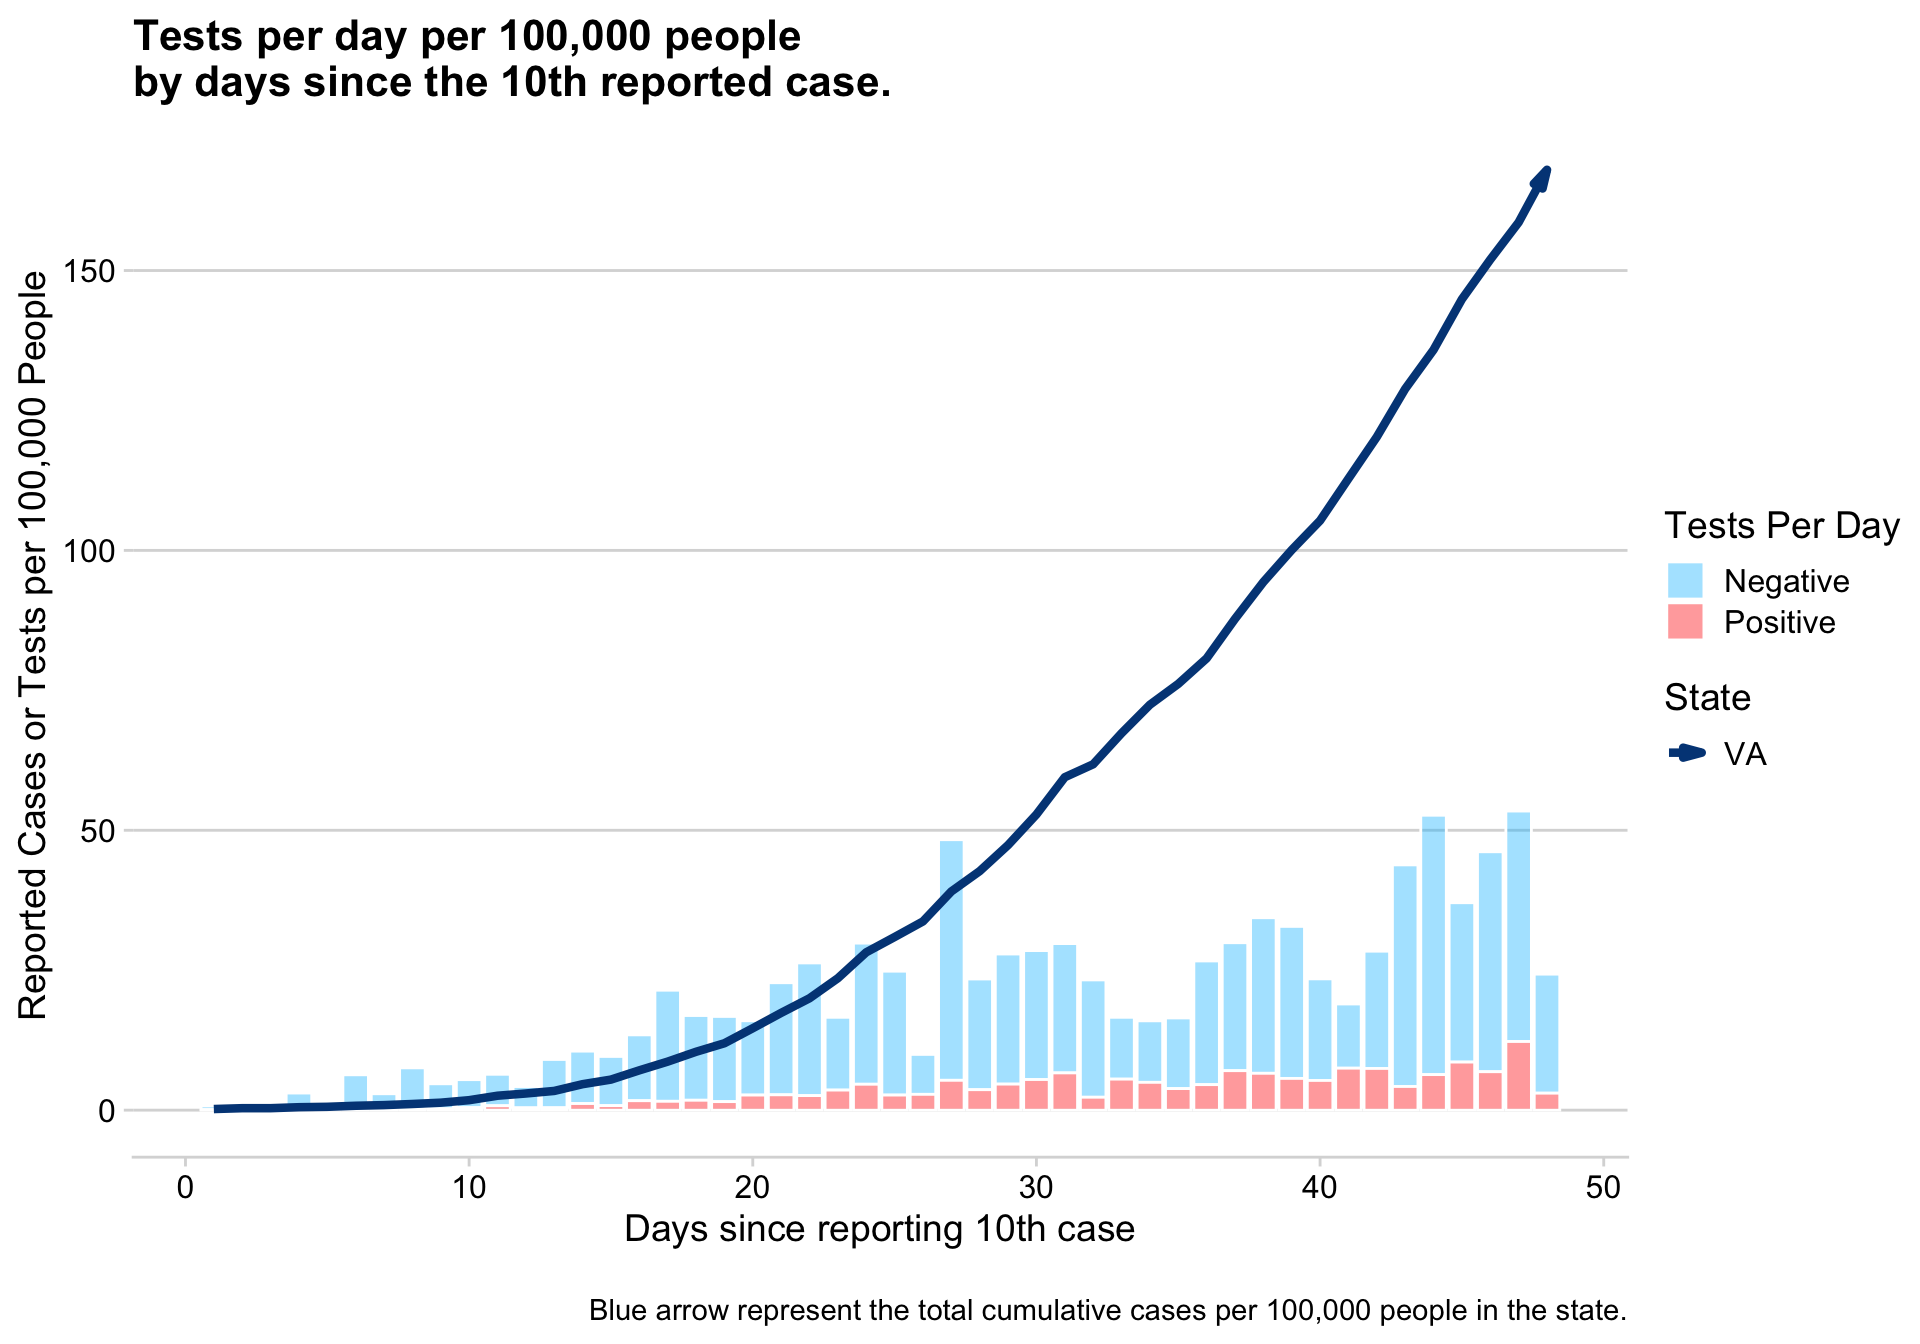 Tests per day per 100,000 people
by days since the 10th reported case.
Reported Cases or Tests per 100,000 People
150
100
50
0
0
10
20
30
40
50
Days since reporting 10th case
Tests Per Day
Negative
Positive
State
VA
Blue arrow represent the total cumulative cases per 100,000 people in the state.